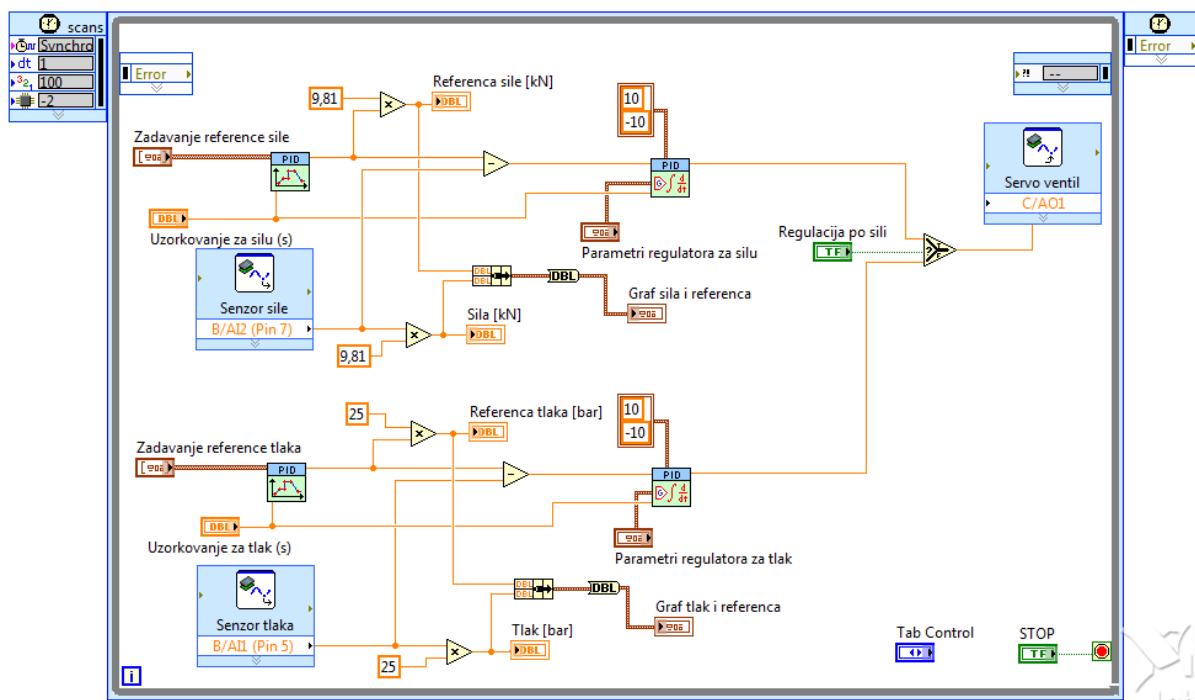 scans
Synchro
Error
dt 1
Error
?! --
100
-2
Referenca sile [kN]
9,81
DBL
10
-10
Zadavanje reference sile
PID
PID
Servo ventil
C/AO1
DBL
Uzorkovanje za silu (s)
Regulacija po sili
TF
Parametri regulatora za silu
DBL
DBL
DBL
Graf sila i referenca
Senzor sile
Sila [kN]
B/AI2 (Pin 7)
DBL
9,81
Referenca tlaka [bar]
25
10
-10
DBL
Zadavanje reference tlaka
PID
PID
DBL
Uzorkovanje za tlak (s)
Parametri regulatora za tlak
DBL
DBL
DBL
Graf tlak i referenca
Senzor tlaka
Tlak [bar]
B/AI1 (Pin 5)
DBL
25
Tab Control
STOP
TF
i